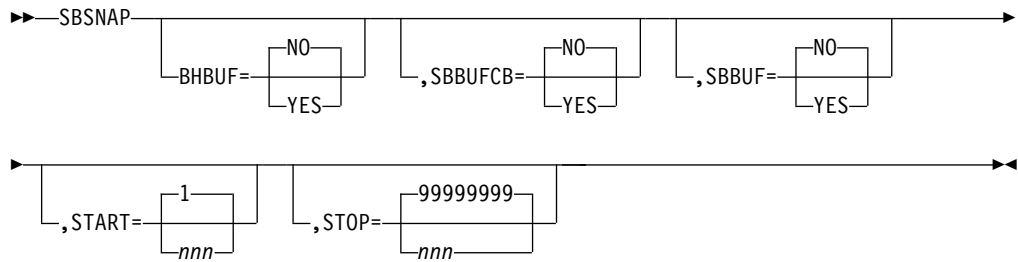 SBSNAP
NO NO NO
BHBUF= ,SBBUFCB= ,SBBUF=
YES YES YES
1 99999999
,START= ,STOP=
nnn nnn